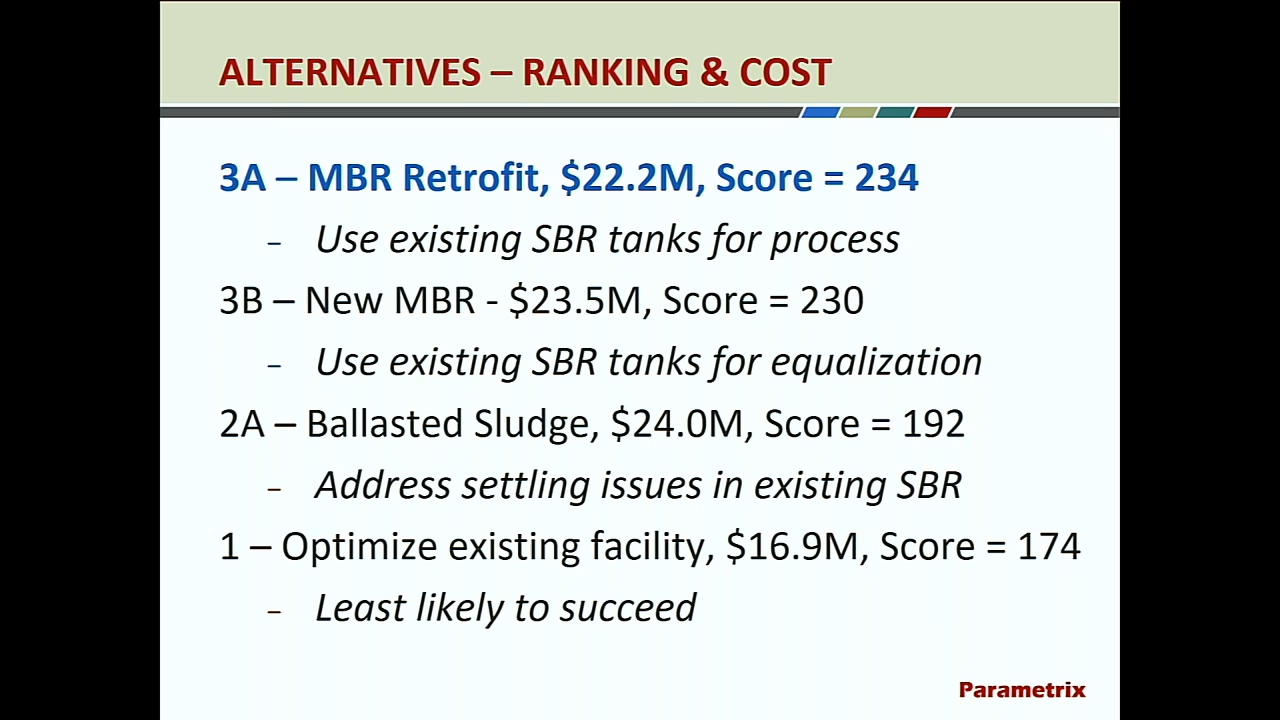 ALTERNATIVES – RANKING & COST
3A – MBR Retrofit, $22.2M, Score = 234
– Use existing SBR tanks for process
3B – New MBR - $23.5M, Score = 230
– Use existing SBR tanks for equalization
2A – Ballasted Sludge, $24.0M, Score = 192
– Address settling issues in existing SBR
1 – Optimize existing facility, $16.9M, Score = 174
– Least likely to succeed
Parametrix